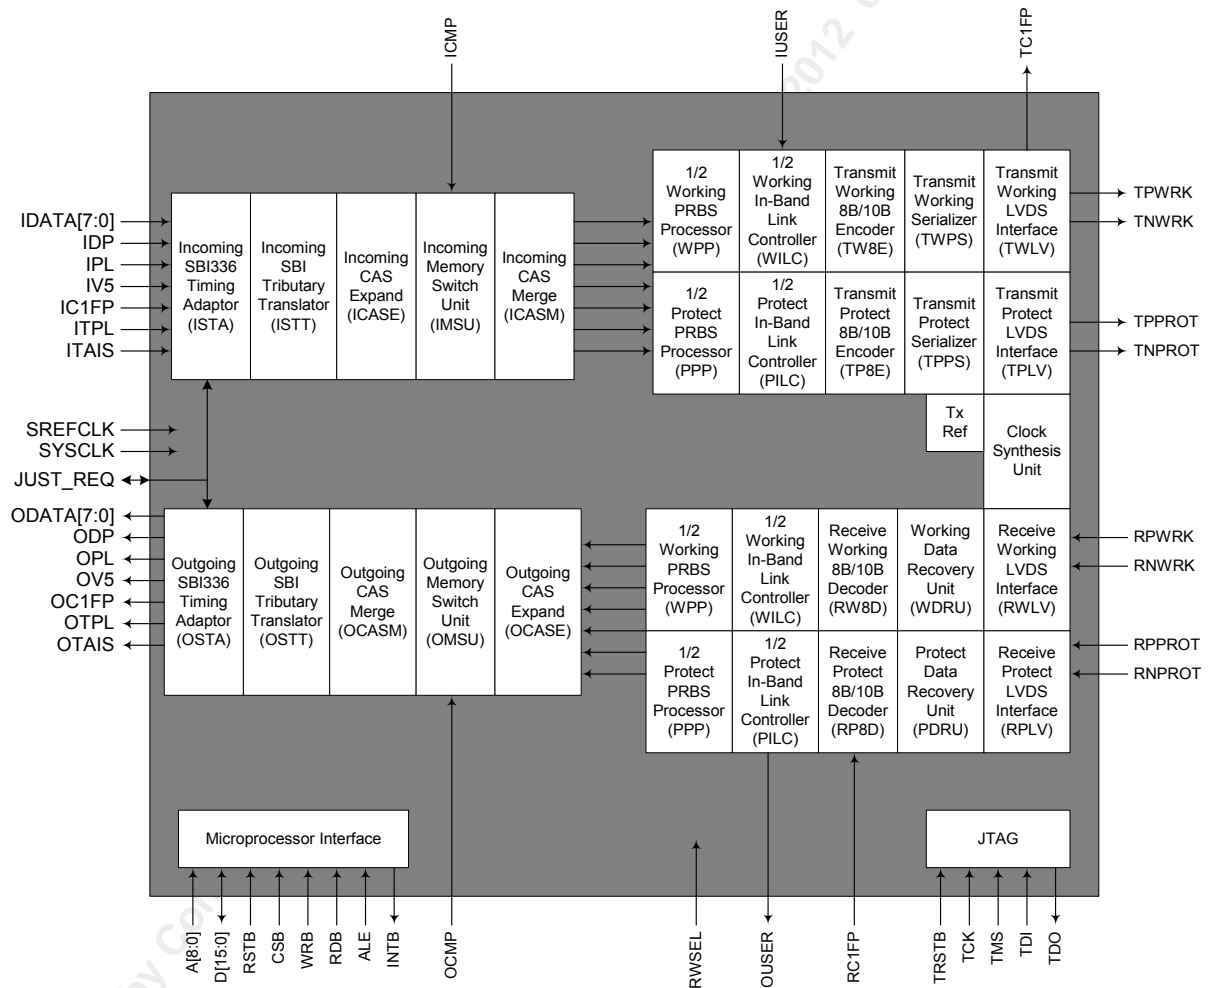 ICMP
IUSER
TC1FP
2012
IDATA[7:0]
IDP
IPL
IV5
IC1FP
ITPL
ITAIS
Incoming
SBI336
Timing
Adaptor
(ISTA)
Incoming
SBI
Tributary
Translator
(ISTT)
Incoming
CAS
Expand
(ICASE)
Incoming
Memory
Switch
Unit
(IMSU)
Incoming
CAS
Merge
(ICASM)
1/2
Working
PRBS
Processor
(WPP)
1/2
Working
In-Band
Link
Controller
(WILC)
Transmit
Working
8B/10B
Encoder
(TW8E)
Transmit
Working
Serializer
(TWPS)
Transmit
Working
LVDS
Interface
(TWLV)
TPWRK
TNWRK
1/2
Protect
PRBS
Processor
(PPP)
1/2
Protect
In-Band
Link
Controller
(PILC)
Transmit
Protect
8B/10B
Encoder
(TP8E)
Transmit
Protect
Serializer
(TPPS)
Transmit
Protect
LVDS
Interface
(TPLV)
TPPROT
TNPROT
Tx
Ref
Clock
Synthesis
Unit
SREFCLK
SYSCLK
JUST_REQ
ODATA[7:0]
ODP
OPL
OV5
OC1FP
OTPL
OTAIS
Outgoing
SBI336
Timing
Adaptor
(OSTA)
Outgoing
SBI
Tributary
Translator
(OSTT)
Outgoing
CAS
Merge
(OCASM)
Outgoing
Memory
Switch
Unit
(OMSU)
Outgoing
CAS
Expand
(OCASE)
1/2
Working
PRBS
Processor
(WPP)
1/2
Working
In-Band
Link
Controller
(WILC)
Receive
Working
8B/10B
Decoder
(RW8D)
Working
Data
Recovery
Unit
(WDRU)
Receive
Working
LVDS
Interface
(RWLV)
RPWRK
RNWRK
1/2
Protect
PRBS
Processor
(PPP)
1/2
Protect
In-Band
Link
Controller
(PILC)
Receive
Protect
8B/10B
Decoder
(RP8D)
Protect
Data
Recovery
Unit
(PDRU)
Receive
Protect
LVDS
Interface
(RPLV)
RPPROT
RNPROT
Microprocessor Interface
JTAG
A[8:0]
D[15:0]
RSTB
CSB
WRB
RDB
ALE
INTB
OCMP
RWSEL
OUSER
RC1FP
TRSTB
TCK
TMS
TDI
TDO
by